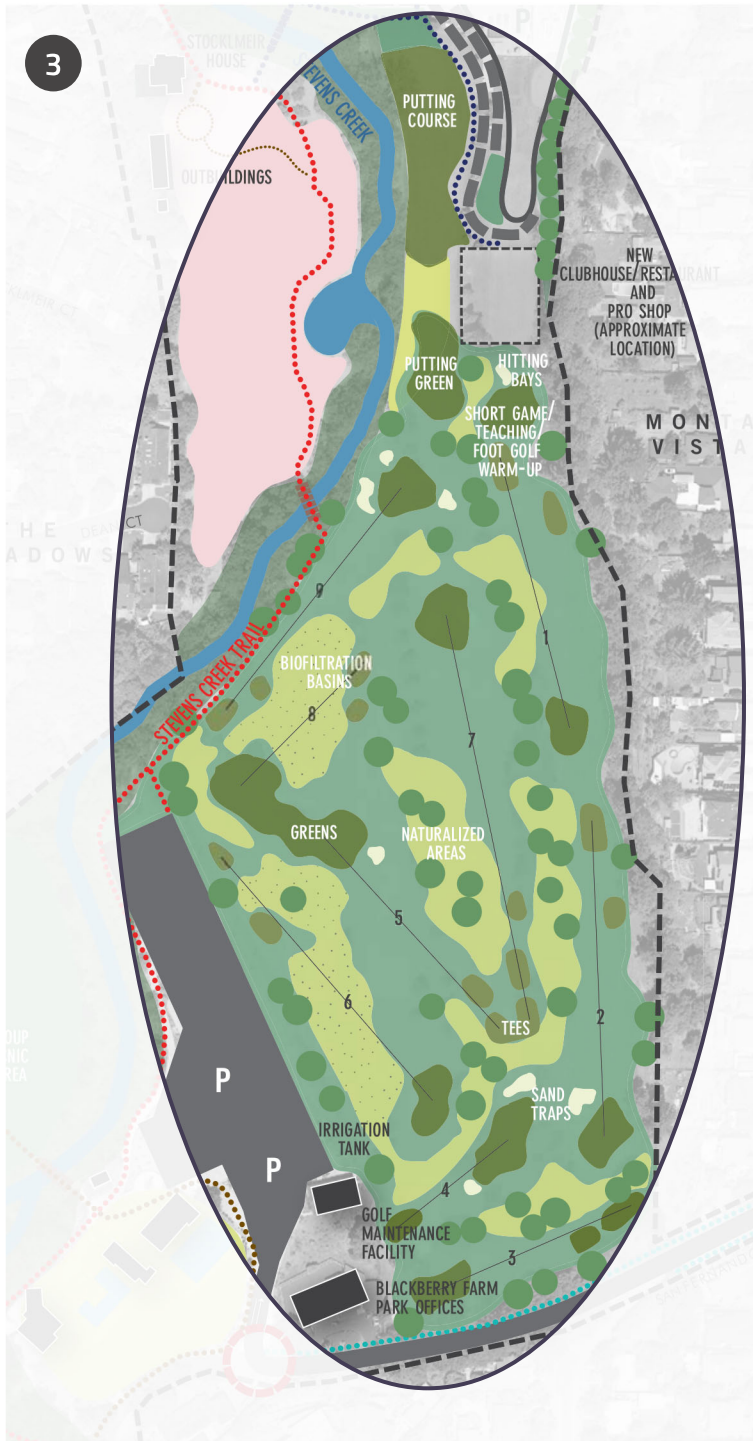 3
STOCKLMEIR
HOUSE
P
STEVENS CREEK
PUTTING
COURSE
OUTBUILDINGS
NEW
CLUBHOUSE/RESTAURANT
AND
PRO SHOP
(APPROXIMATE
LOCATION)
PUTTING
GREEN
HITTING
BAYS
SHORT GAME/
TEACHING/
FOOT GOLF
WARM-UP
MONTA
VISTA
THE
MEADOWS
DEAN CT
9
1
STEVENS CREEK TRAIL
BIOFILTRATION
BASINS
8
7
GREENS
NATURALIZED
AREAS
5
6
2
TEES
P
SAND
TRAPS
IRRIGATION
TANK
P
4
GOLF
MAINTENANCE
FACILITY
3
BLACKBERRY FARM
PARK OFFICES